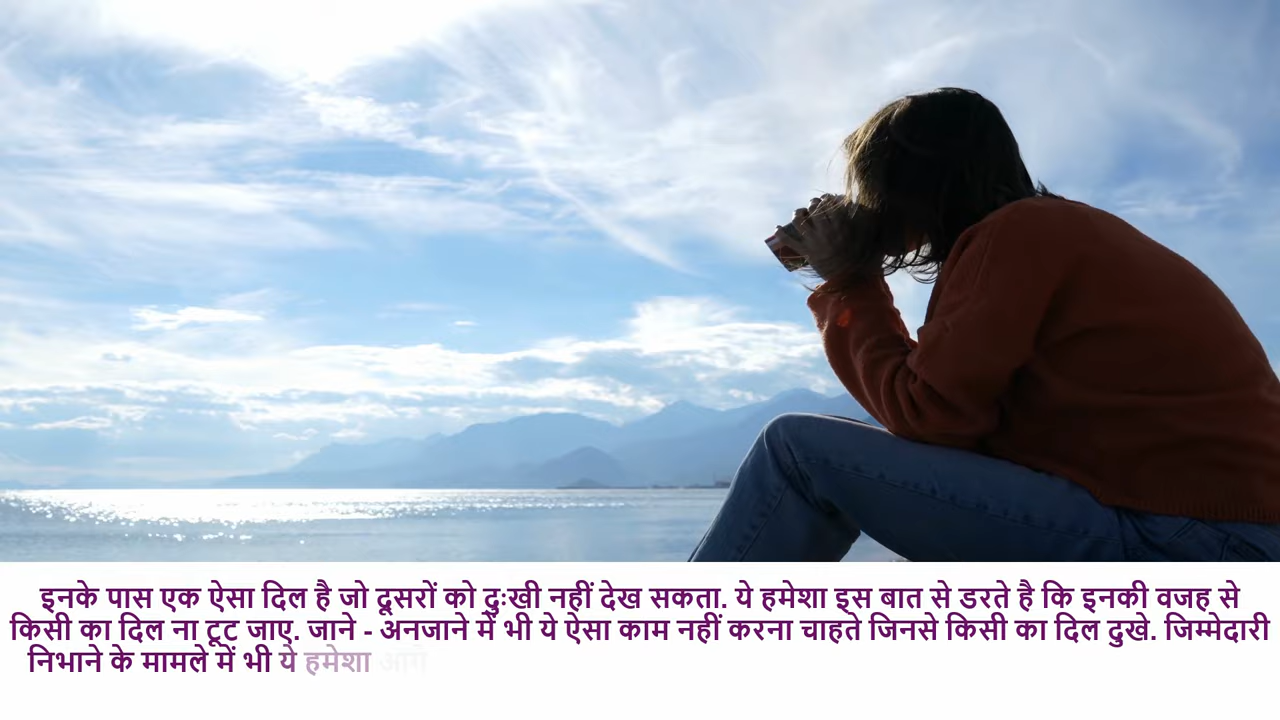 इनके पास एक ऐसा दिल है जो दूसरों को दुःखी नहीं देख सकता. ये हमेशा इस बात से डरते है कि इनकी वजह से
किसी का दिल ना टूट जाए. जाने - अनजाने में भी ये ऐसा काम नहीं करना चाहते जिनसे किसी का दिल दुखे. जिम्मेदारी
निभाने के मामले में भी ये हमेशा